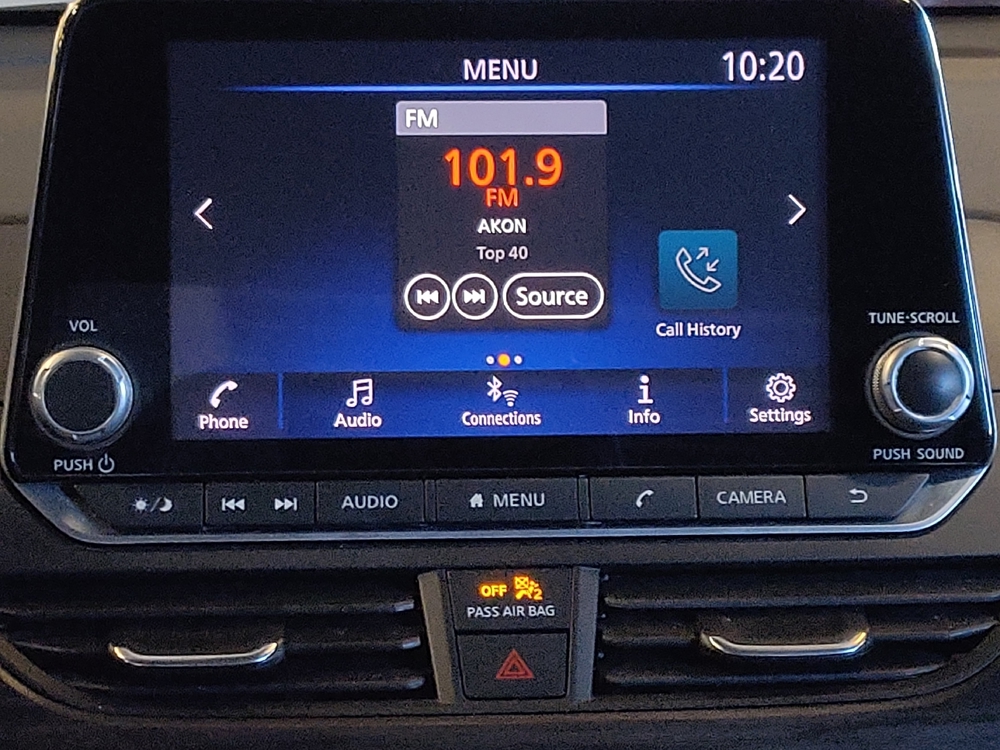 MENU
10:20
FM
101.9
FM
AKON
Top 40
Source
Call History
VOL
TUNE·SCROLL
Phone
Audio
Connections
Info
Settings
PUSH
PUSH SOUND
AUDIO
MENU
CAMERA
OFF 2
PASS AIR BAG